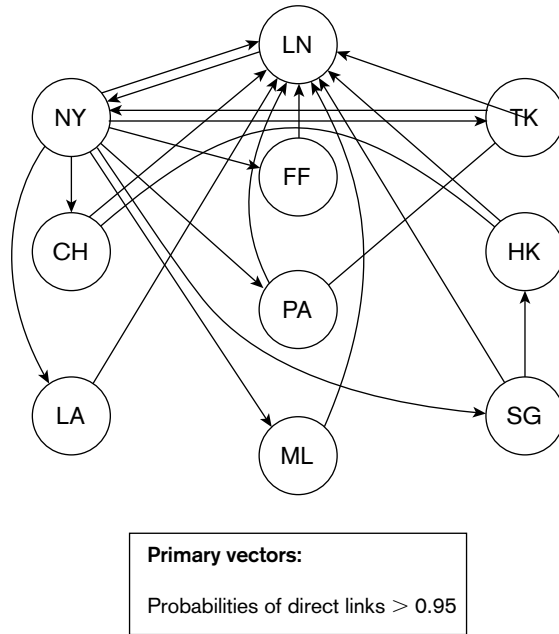 LN
NY
TK
FF
CH
HK
PA
LA
SG
ML
Primary vectors:
Probabilities of direct links > 0.95